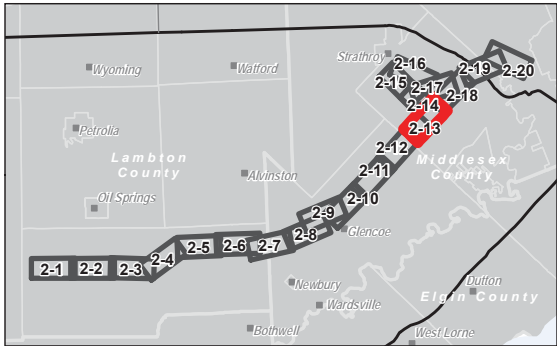 Strathroy
2-16
2-19
2-20
Wyoming
Watford
2-15
2-17
2-18
2-14
Petrolia
2-13
Lambton
County
2-12
Middlesex
County
2-11
Alvinston
Oil Springs
2-10
2-9
2-8
Glencoe
2-7
2-6
2-5
2-4
2-3
2-2
2-1
Newbury
Dutton
Elgin County
Wardsville
Bothwell
West Lorne